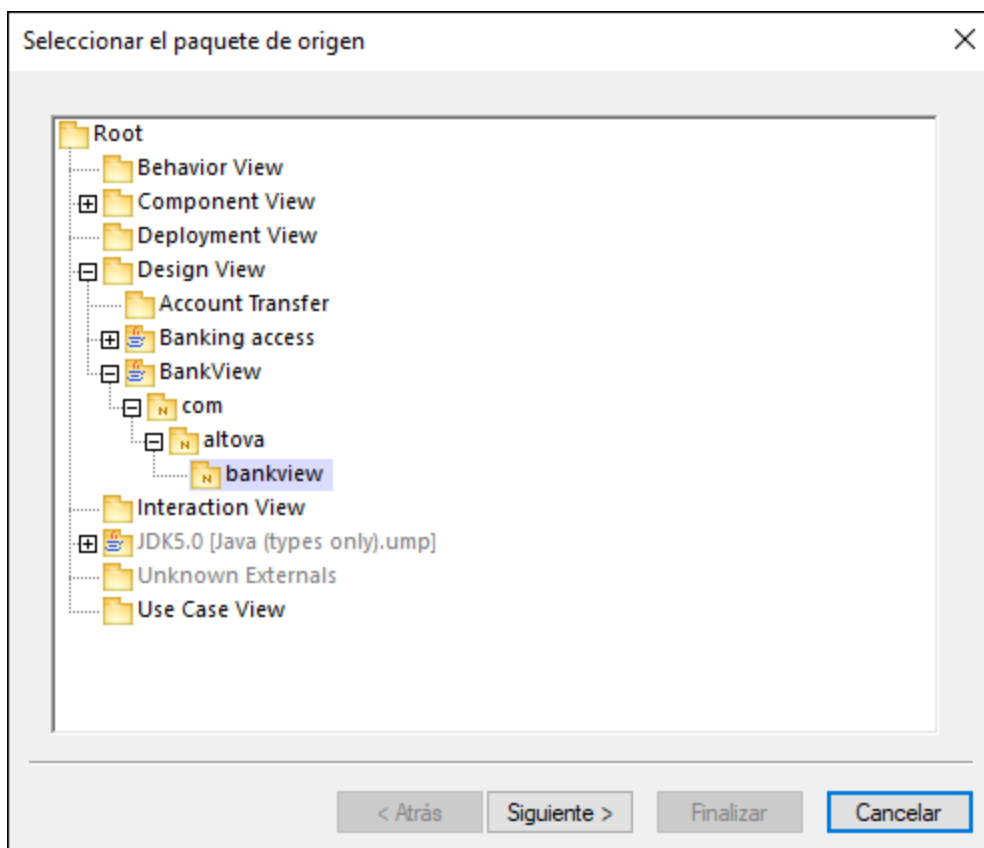 Seleccionar el paquete de origen
Root
Behavior View
Component View
Deployment View
Design View
Account Transfer
Banking access
BankView
N com
N altova
N bankview
Interaction View
JDK5.0 [Java (types only).ump]
Unknown Externals
Use Case View
< Atrás Siguiente > Finalizar Cancelar